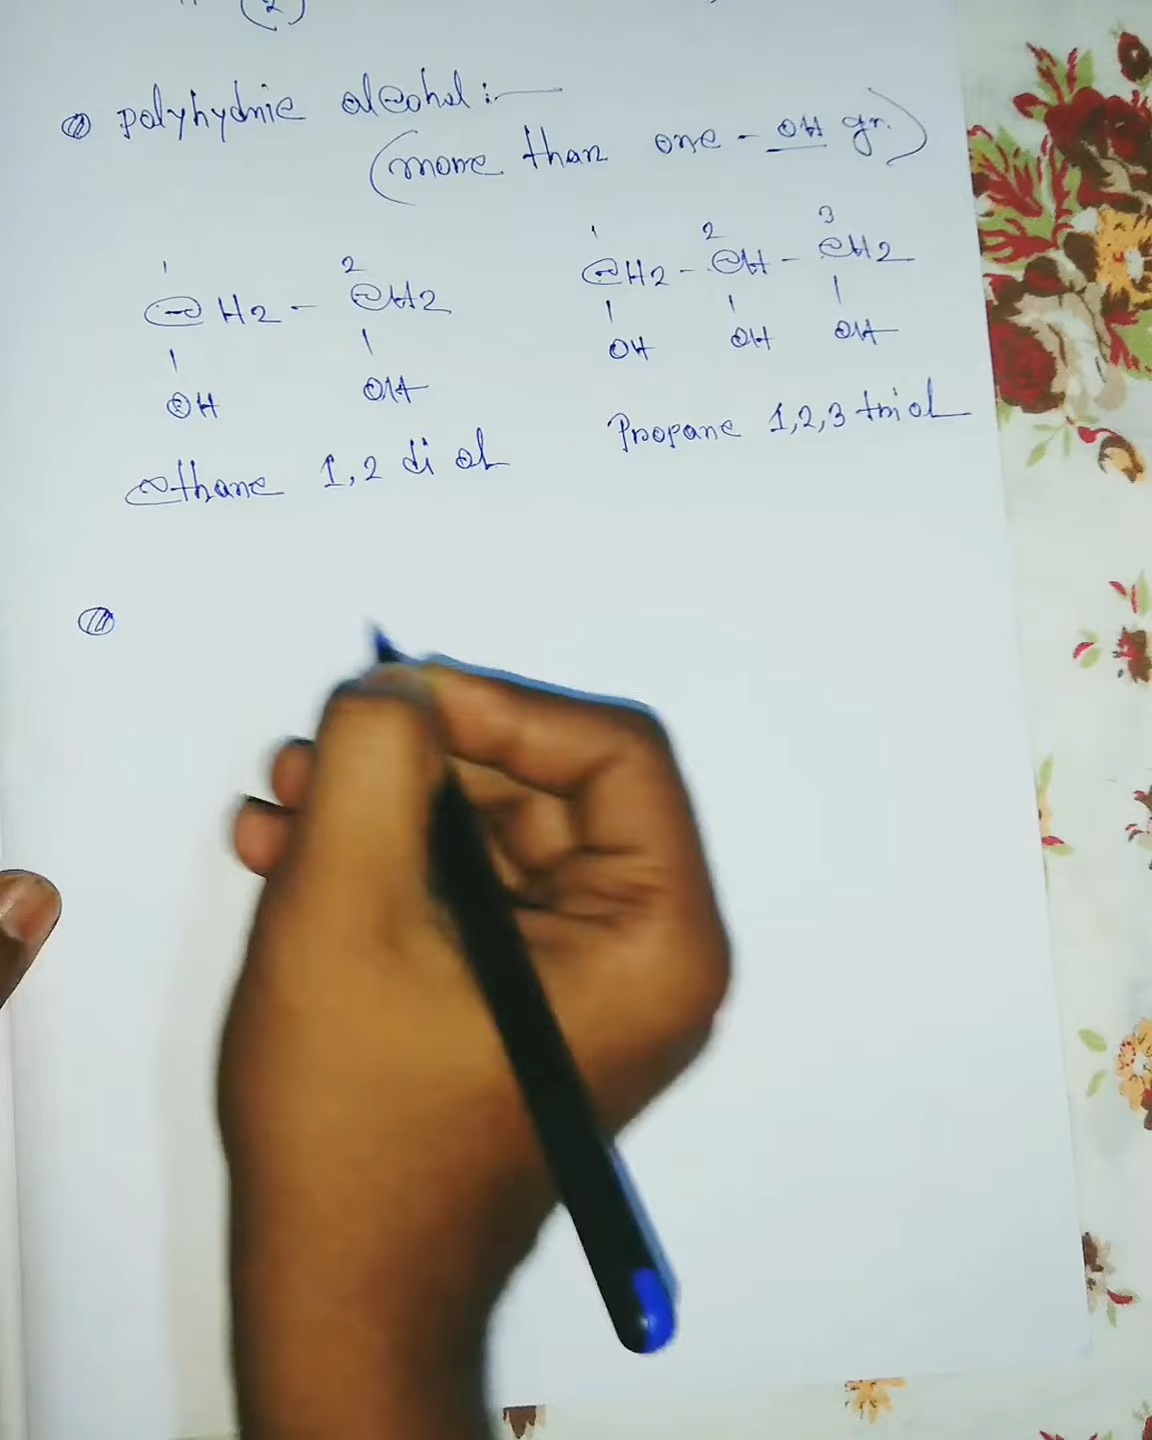 (2)
polyhydric alcohol :—
(more than one - OH gr.)
1 2
CH2 - CH2
| |
OH OH
ethane 1,2 di ol
1 2 3
CH2 - CH - CH2
| | |
OH OH OH
Propane 1,2,3 triol